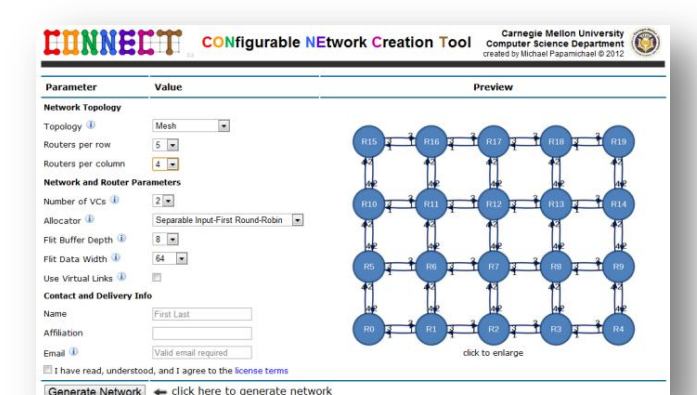 CONNECT CONfigurable NEtwork Creation Tool
Carnegie Mellon University
Computer Science Department
created by Michael Papamichael © 2012
Parameter Value Preview
Network Topology
Topology Mesh
Routers per row 5
Routers per column 4
Network and Router Parameters
Number of VCs 2
Allocator Separable Input-First Round-Robin
Flit Buffer Depth 8
Flit Data Width 64
Use Virtual Links
Contact and Delivery Info
Name First Last
Affiliation
Email Valid email required
I have read, understood, and I agree to the license terms
Generate Network click here to generate network
R15 R16 R17 R18 R19
R10 R11 R12 R13 R14
R5 R6 R7 R8 R9
R0 R1 R2 R3 R4
click to enlarge